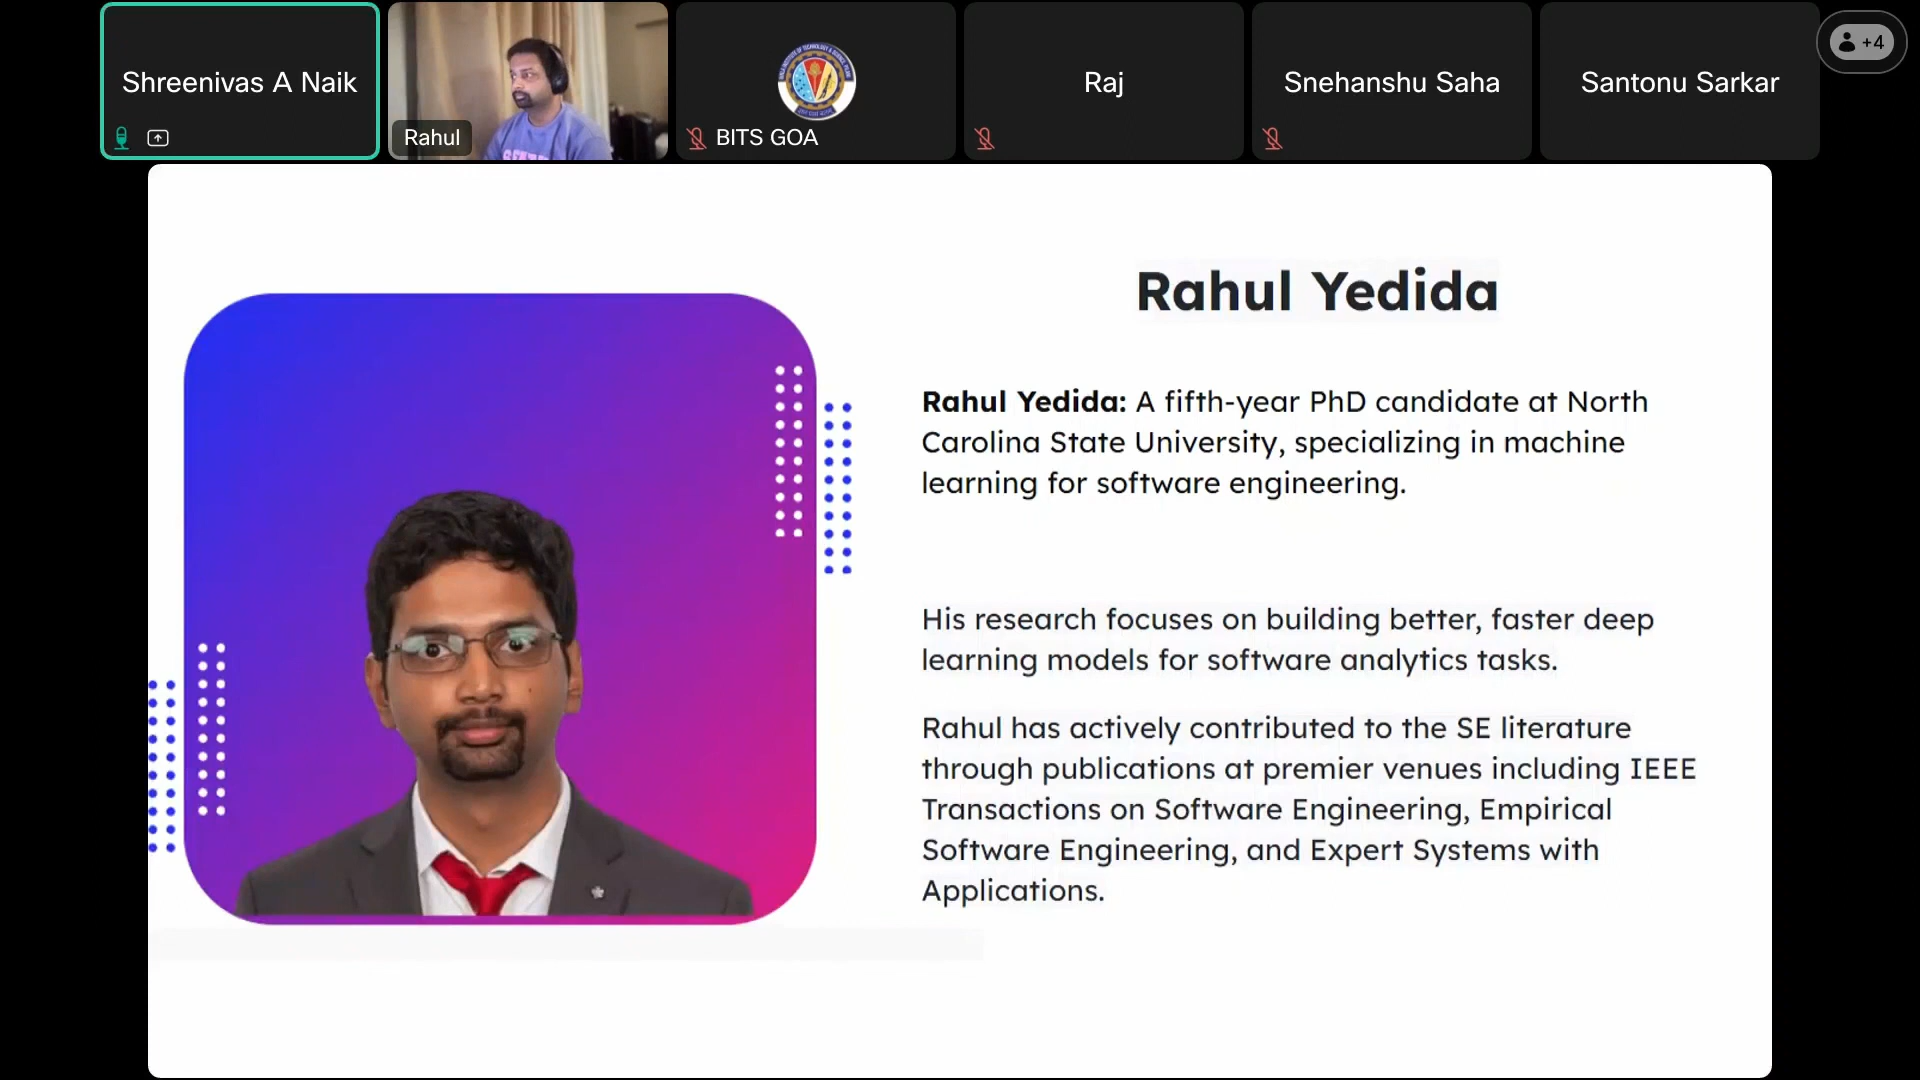 Shreenivas A Naik
Rahul
BITS GOA
Raj
Snehanshu Saha
Santonu Sarkar
+4
Rahul Yedida
Rahul Yedida: A fifth-year PhD candidate at North
Carolina State University, specializing in machine
learning for software engineering.
His research focuses on building better, faster deep
learning models for software analytics tasks.
Rahul has actively contributed to the SE literature
through publications at premier venues including IEEE
Transactions on Software Engineering, Empirical
Software Engineering, and Expert Systems with
Applications.